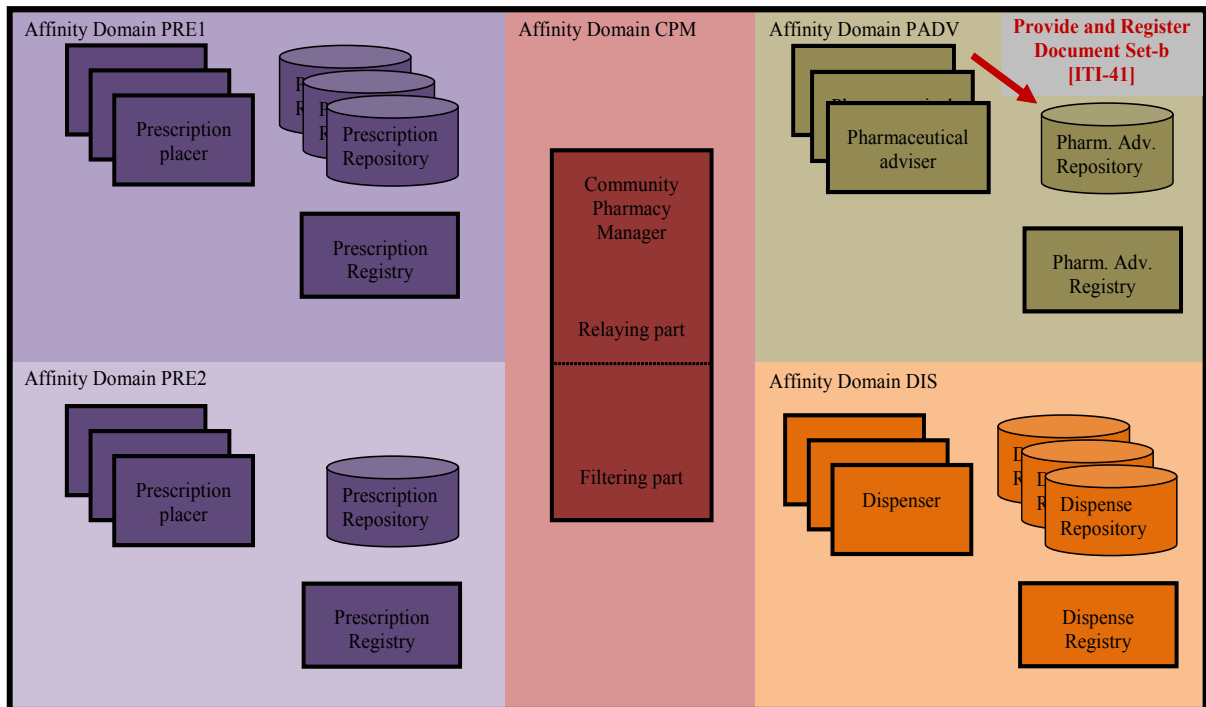 Affinity Domain PRE1
Prescription
placer
P
R
P
R
Prescription
Repository
Prescription
Registry
Affinity Domain CPM
Community
Pharmacy
Manager
Relaying part
Filtering part
Affinity Domain PADV
Provide and Register
Document Set-b
[ITI-41]
Pharmaceutical
adviser
Pharm. Adv.
Repository
Pharm. Adv.
Registry
Affinity Domain PRE2
Prescription
placer
Prescription
Repository
Prescription
Registry
Affinity Domain DIS
Dispenser
D
R
D
R
Dispense
Repository
Dispense
Registry